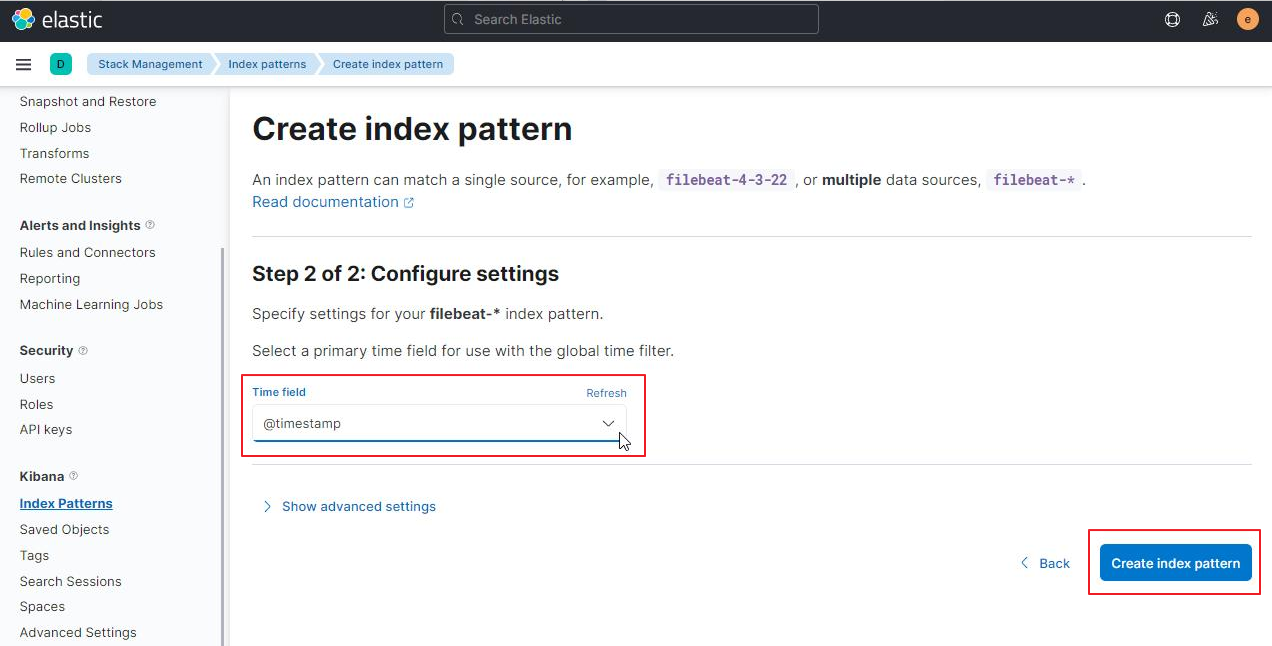 elastic
Search Elastic
e
D
Stack Management
Index patterns
Create index pattern
Snapshot and Restore
Rollup Jobs
Transforms
Remote Clusters
Alerts and Insights
Rules and Connectors
Reporting
Machine Learning Jobs
Security
Users
Roles
API keys
Kibana
Index Patterns
Saved Objects
Tags
Search Sessions
Spaces
Advanced Settings
Create index pattern
An index pattern can match a single source, for example, filebeat-4-3-22 , or multiple data sources, filebeat-* .
Read documentation
Step 2 of 2: Configure settings
Specify settings for your filebeat-* index pattern.
Select a primary time field for use with the global time filter.
Time field
Refresh
@timestamp
Show advanced settings
Back
Create index pattern